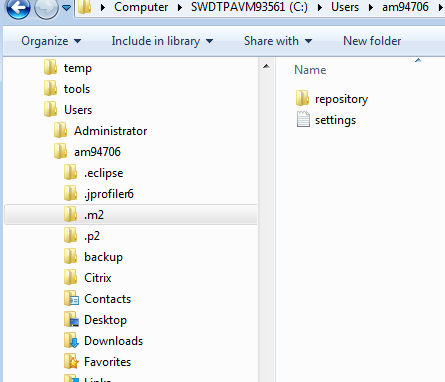 Computer SWDTPAVM93561 (C:) Users am94706
Organize Include in library Share with New folder
temp
tools
Users
Administrator
am94706
.eclipse
.jprofiler6
.m2
.p2
backup
Citrix
Contacts
Desktop
Downloads
Favorites
Links
Name
repository
settings